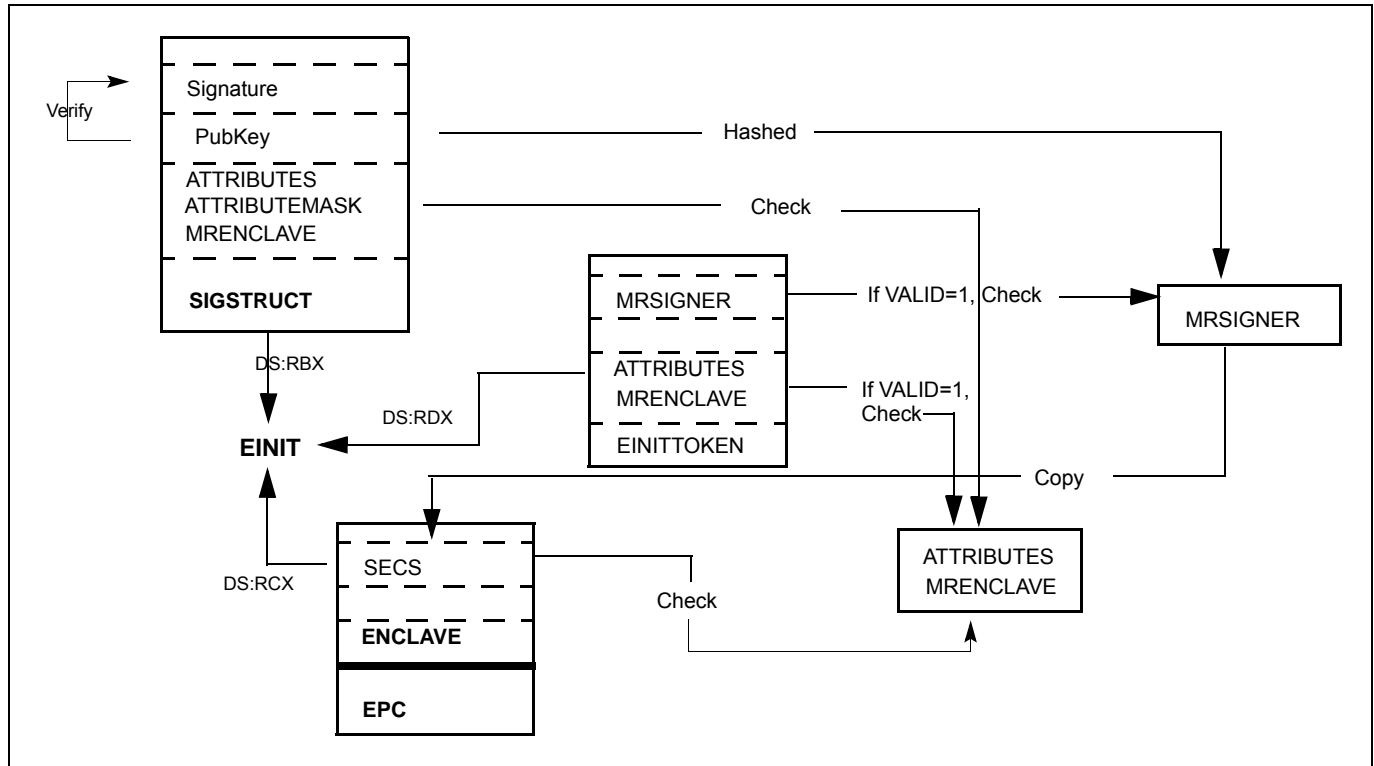 Signature
Verify
PubKey
Hashed
ATTRIBUTES
ATTRIBUTEMASK
MRENCLAVE
Check
SIGSTRUCT
MRSIGNER
If VALID=1, Check
MRSIGNER
DS:RBX
ATTRIBUTES
MRENCLAVE
If VALID=1,
Check
DS:RDX
EINIT
EINITTOKEN
Copy
SECS
DS:RCX
Check
ATTRIBUTES
MRENCLAVE
ENCLAVE
EPC